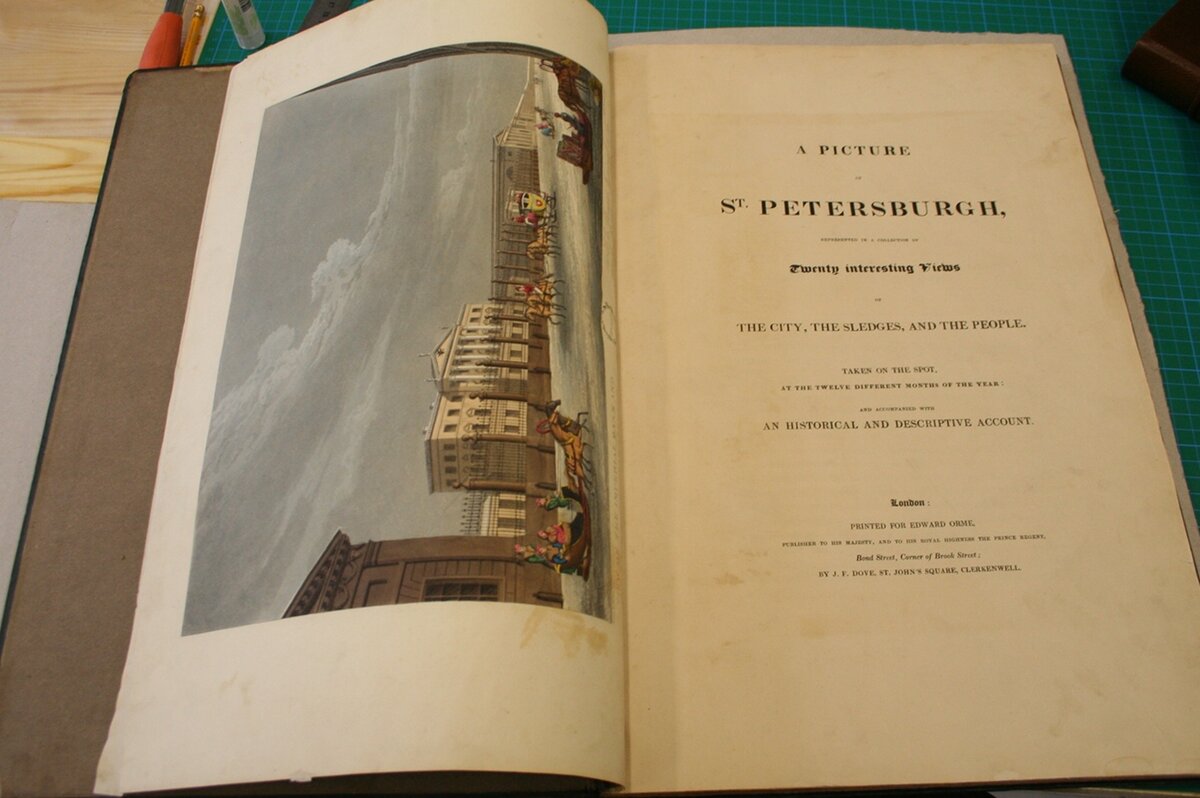 A PICTURE
OF
ST. PETERSBURGH,
REPRESENTED IN A COLLECTION OF
Twenty interesting Views
OF
THE CITY, THE SLEDGES, AND THE PEOPLE.
TAKEN ON THE SPOT,
AT THE TWELVE DIFFERENT MONTHS OF THE YEAR:
AND ACCOMPANIED WITH
AN HISTORICAL AND DESCRIPTIVE ACCOUNT.
London:
PRINTED FOR EDWARD ORME,
PUBLISHER TO HIS MAJESTY, AND TO HIS ROYAL HIGHNESS THE PRINCE REGENT,
Bond Street, Corner of Brook Street;
BY J. F. DOVE, ST. JOHN'S SQUARE, CLERKENWELL.